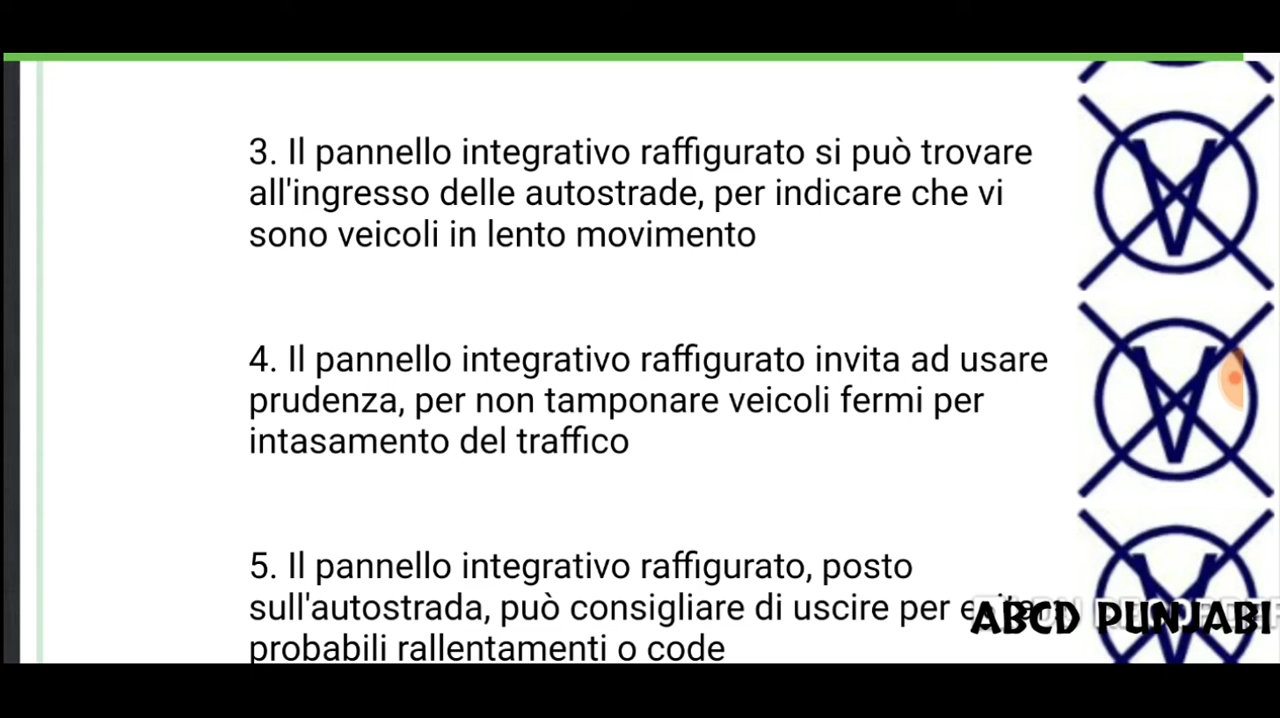 3. Il pannello integrativo raffigurato si può trovare
all'ingresso delle autostrade, per indicare che vi
sono veicoli in lento movimento
V
4. Il pannello integrativo raffigurato invita ad usare
prudenza, per non tamponare veicoli fermi per
intasamento del traffico
V
5. Il pannello integrativo raffigurato, posto
sull'autostrada, può consigliare di uscire per
probabili rallentamenti o code
V
ABCD PUNJABI